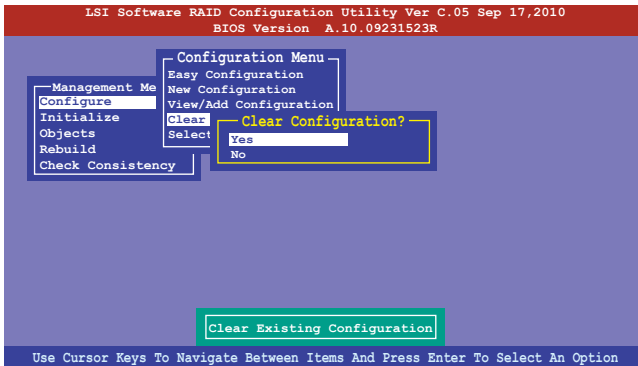 LSI Software RAID Configuration Utility Ver C.05 Sep 17,2010
BIOS Version A.10.09231523R
Configuration Menu
Easy Configuration
New Configuration
View/Add Configuration
Clear
Select
Management Me
Configure
Initialize
Objects
Rebuild
Check Consistency
Clear Configuration?
Yes
No
Clear Existing Configuration
Use Cursor Keys To Navigate Between Items And Press Enter To Select An Option